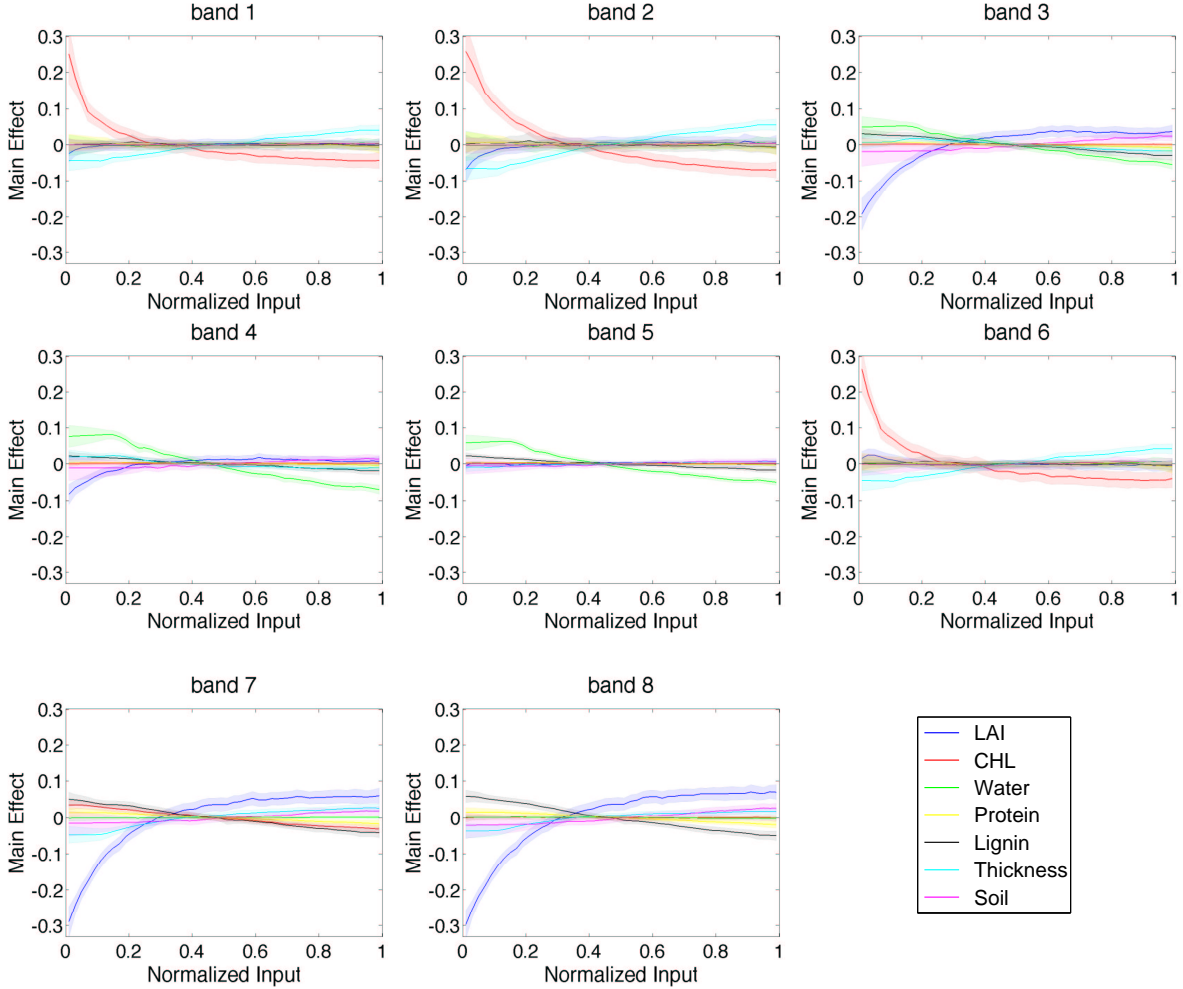 band 1
band 2
band 3
0.3
0.2
0.1
0
-0.1
-0.2
-0.3
Main Effect
0 0.2 0.4 0.6 0.8 1
Normalized Input
0.3
0.2
0.1
0
-0.1
-0.2
-0.3
Main Effect
0 0.2 0.4 0.6 0.8 1
Normalized Input
0.3
0.2
0.1
0
-0.1
-0.2
-0.3
Main Effect
0 0.2 0.4 0.6 0.8 1
Normalized Input
band 4
band 5
band 6
0.3
0.2
0.1
0
-0.1
-0.2
-0.3
Main Effect
0 0.2 0.4 0.6 0.8 1
Normalized Input
0.3
0.2
0.1
0
-0.1
-0.2
-0.3
Main Effect
0 0.2 0.4 0.6 0.8 1
Normalized Input
0.3
0.2
0.1
0
-0.1
-0.2
-0.3
Main Effect
0 0.2 0.4 0.6 0.8 1
Normalized Input
band 7
band 8
0.3
0.2
0.1
0
-0.1
-0.2
-0.3
Main Effect
0 0.2 0.4 0.6 0.8 1
Normalized Input
0.3
0.2
0.1
0
-0.1
-0.2
-0.3
Main Effect
0 0.2 0.4 0.6 0.8 1
Normalized Input
LAI
CHL
Water
Protein
Lignin
Thickness
Soil